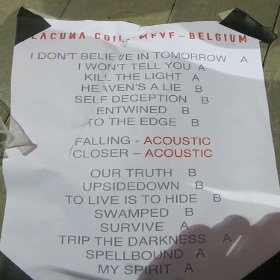 LACUNA COIL - MFVF - BELGIUM
I DON'T BELIEVE IN TOMORROW A
I WON'T TELL YOU A
KILL THE LIGHT A
HEAVEN'S A LIE B
SELF DECEPTION B
ENTWINED B
TO THE EDGE B
FALLING - ACOUSTIC
CLOSER - ACOUSTIC
OUR TRUTH B
UPSIDEDOWN B
TO LIVE IS TO HIDE B
SWAMPED B
SURVIVE A
TRIP THE DARKNESS A
SPELLBOUND A
MY SPIRIT A